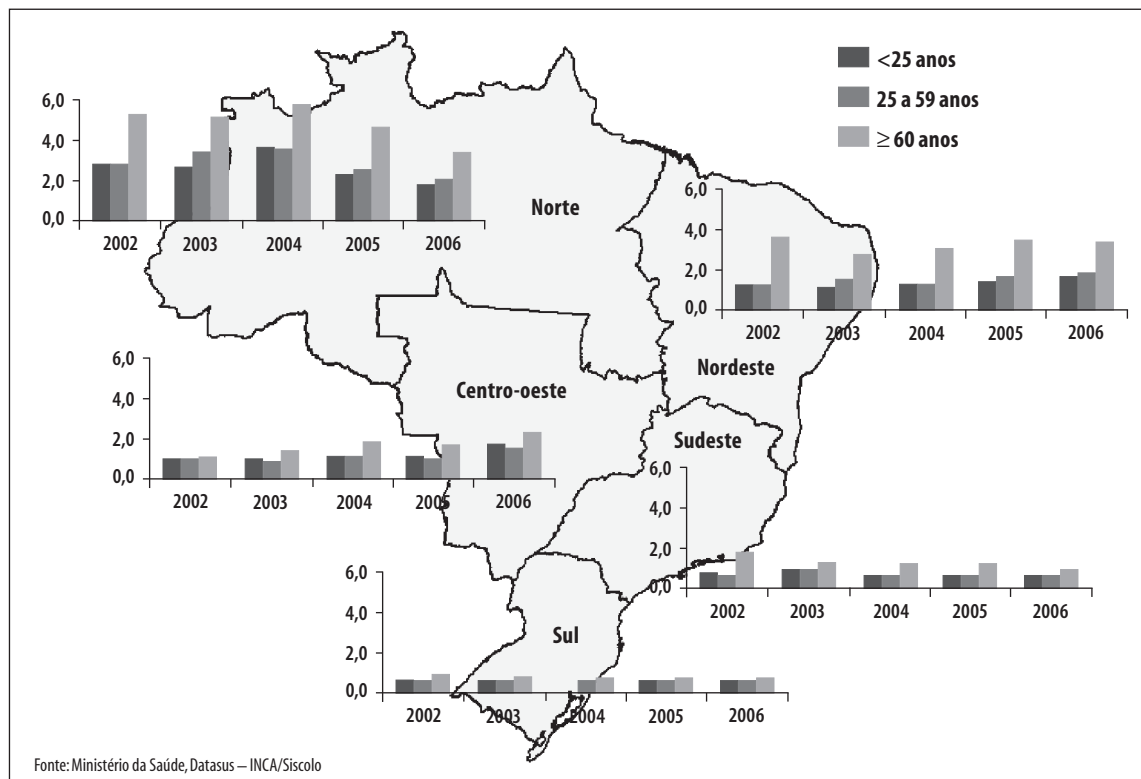 <25 anos
25 a 59 anos
≥ 60 anos
6,0
4,0
2,0
0,0
2002 2003 2004 2005 2006
Norte
6,0
4,0
2,0
0,0
2002 2003 2004 2005 2006
Nordeste
6,0
4,0
2,0
0,0
2002 2003 2004 2005 2006
Centro-oeste
Sudeste
6,0
4,0
2,0
0,0
2002 2003 2004 2005 2006
6,0
4,0
2,0
0,0
2002 2003 2004 2005 2006
Sul
Fonte: Ministério da Saúde, Datasus – INCA/Siscolo